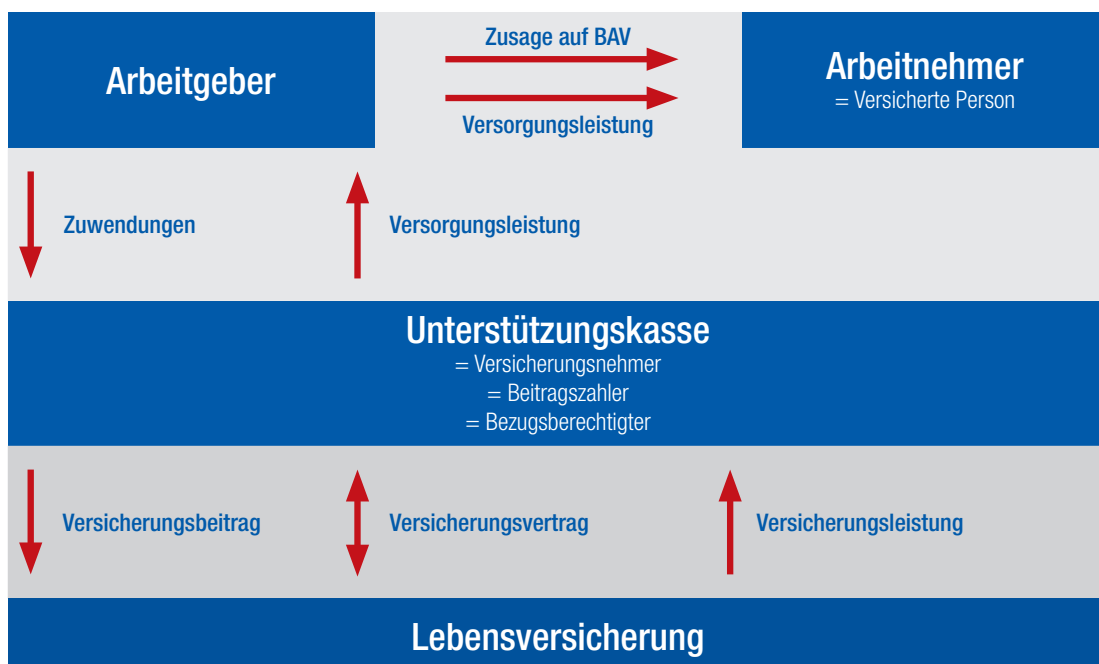 Arbeitgeber
Zusage auf BAV
Versorgungsleistung
Arbeitnehmer
= Versicherte Person
Zuwendungen
Versorgungsleistung
Unterstützungskasse
= Versicherungsnehmer
= Beitragszahler
= Bezugsberechtigter
Versicherungsbeitrag
Versicherungsvertrag
Versicherungsleistung
Lebensversicherung